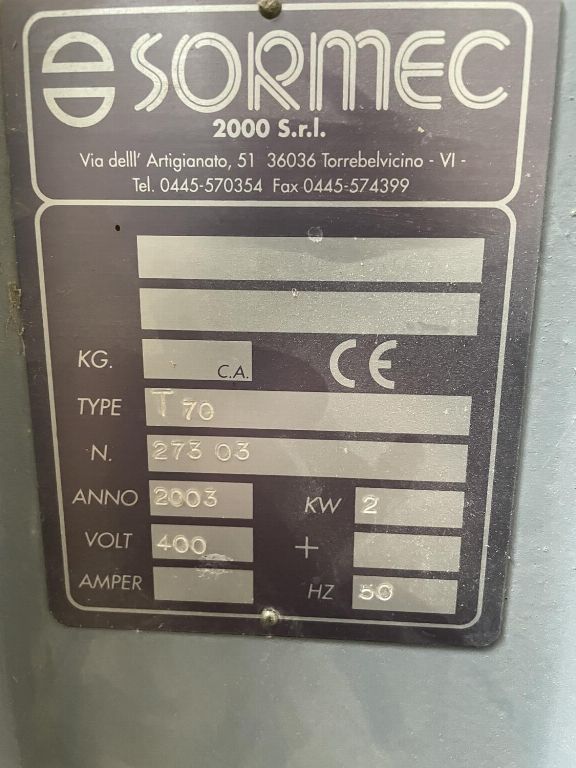 SORMEC
2000 S.r.l.
Via delll' Artigianato, 51 36036 Torrebelvicino - VI -
Tel. 0445-570354 Fax 0445-574399
KG. C.A. CE
TYPE T 70
N. 273 03
ANNO 2003 KW 2
VOLT 400 +
AMPER HZ 50